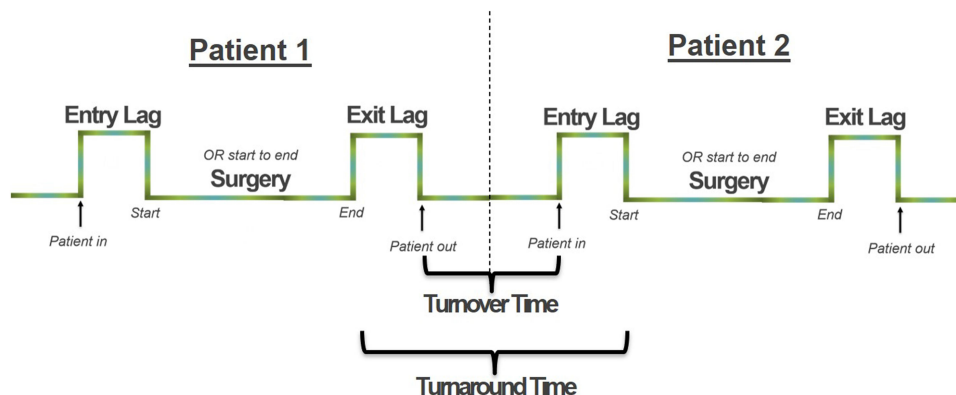 Patient 1
Patient 2
Entry Lag
Exit Lag
Entry Lag
Exit Lag
OR start to end
Surgery
OR start to end
Surgery
Start
End
Start
End
Patient in
Patient out
Patient in
Patient out
Turnover Time
Turnaround Time